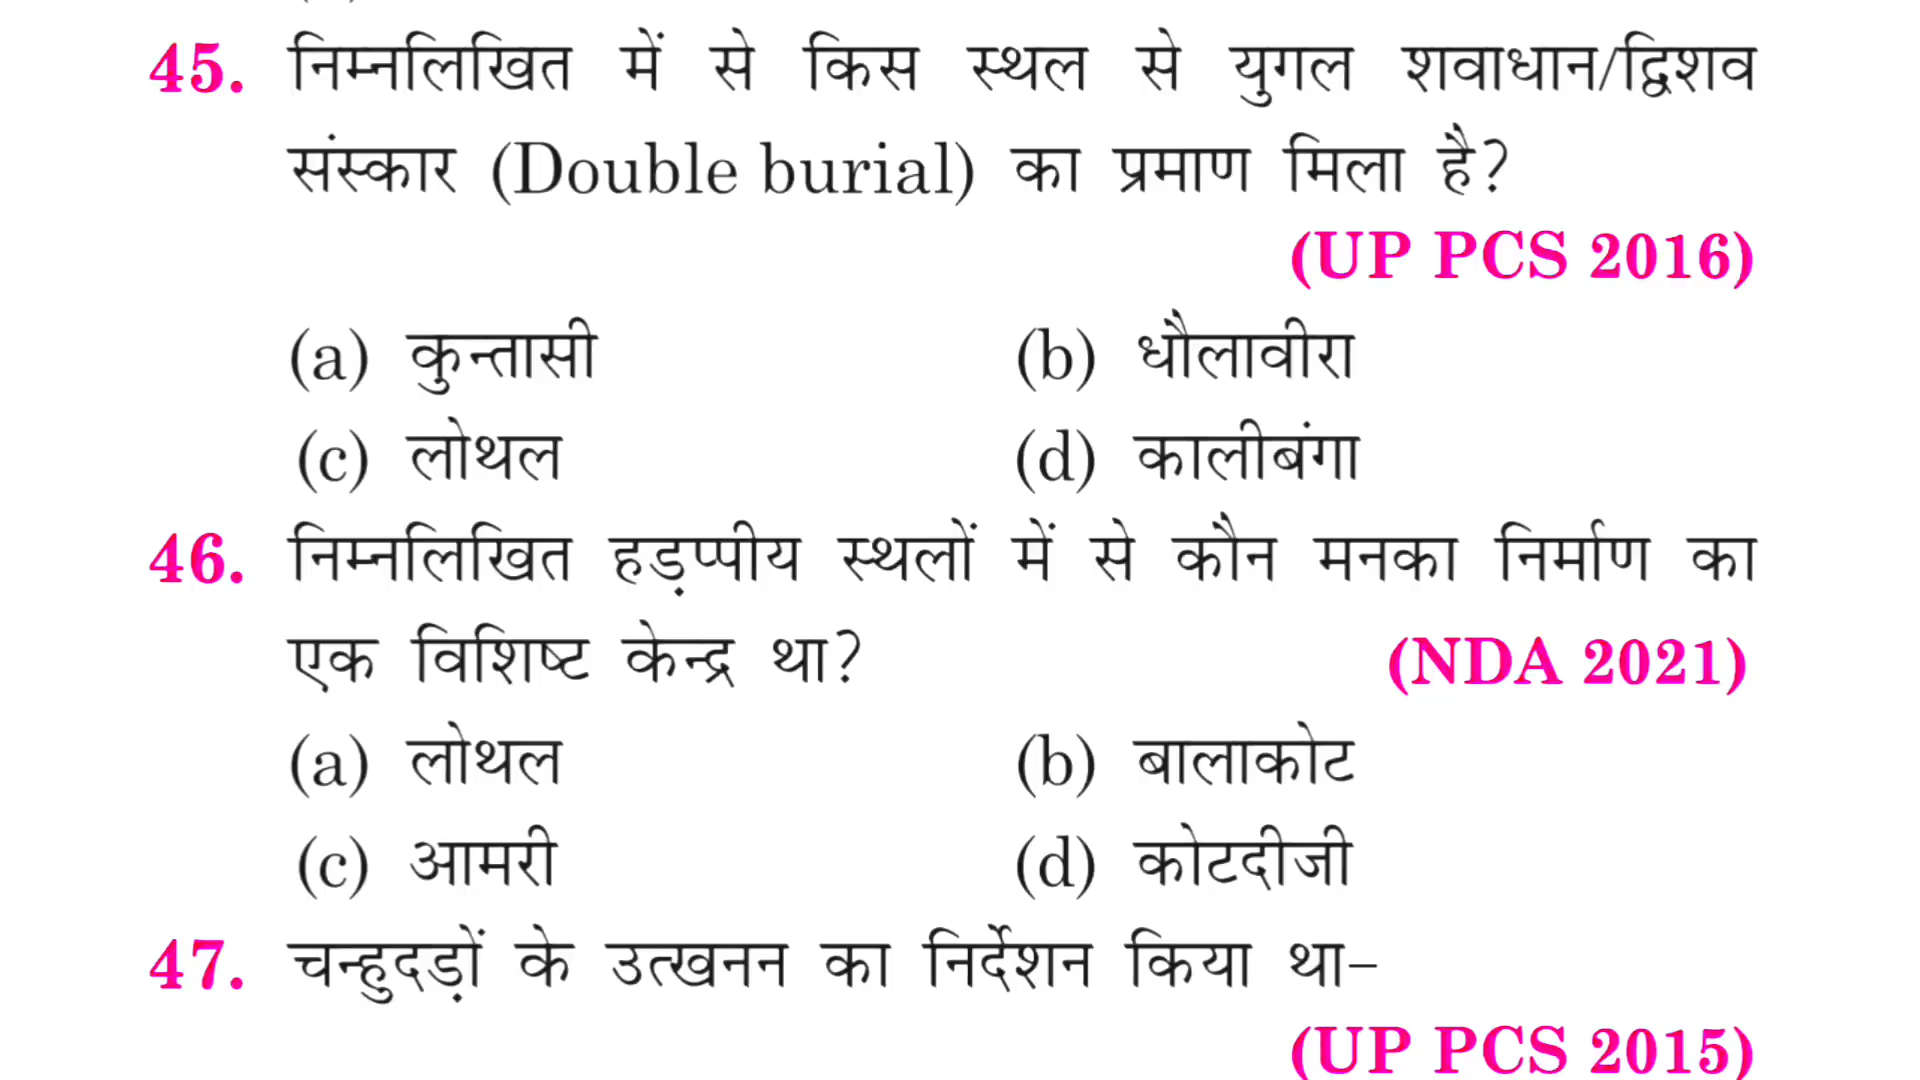 45. निम्नलिखित में से किस स्थल से युगल शवाधान/द्विशव
संस्कार (Double burial) का प्रमाण मिला है?
(UP PCS 2016)
(a) कुन्तासी (b) धौलावीरा
(c) लोथल (d) कालीबंगा
46. निम्नलिखित हड़प्पीय स्थलों में से कौन मनका निर्माण का
एक विशिष्ट केन्द्र था? (NDA 2021)
(a) लोथल (b) बालाकोट
(c) आमरी (d) कोटदीजी
47. चन्हुदड़ों के उत्खनन का निर्देशन किया था–
(UP PCS 2015)